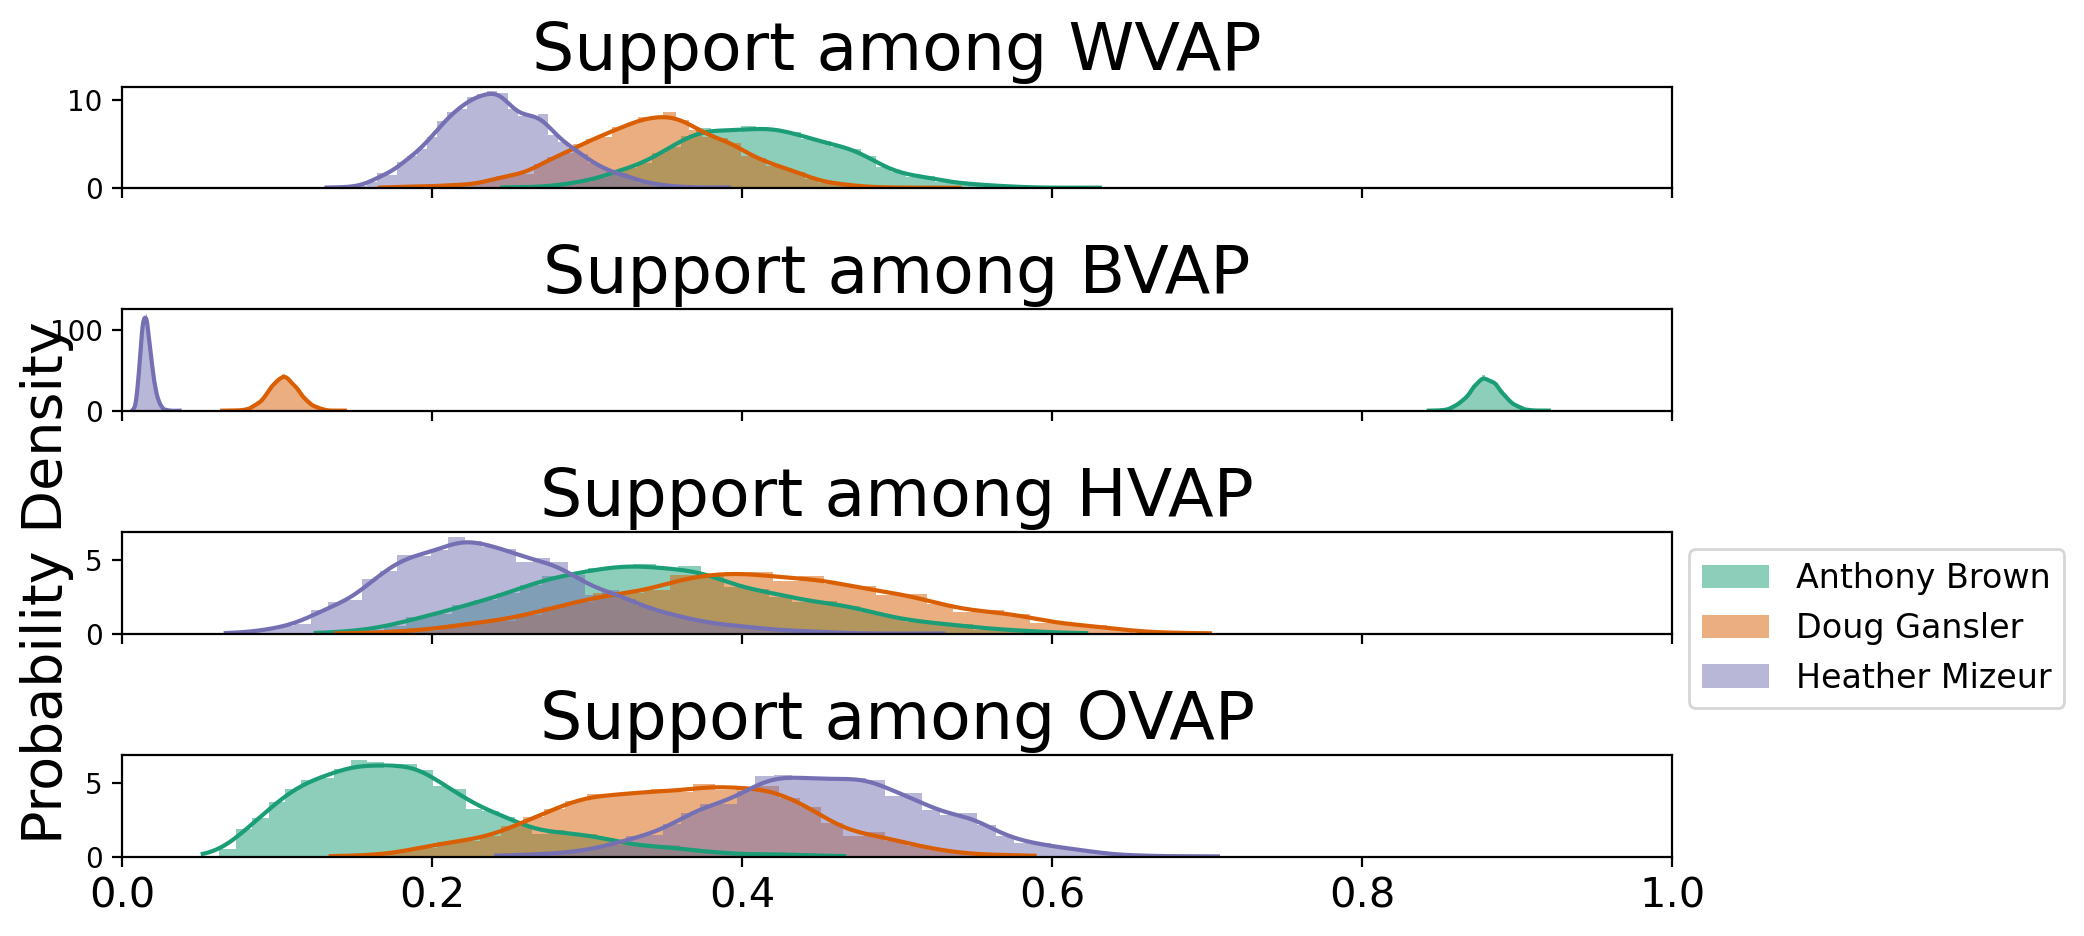 Support among WVAP
10
0
Support among BVAP
100
0
Support among HVAP
5
0
Support among OVAP
5
0
0.0 0.2 0.4 0.6 0.8 1.0
Probability Density
Anthony Brown
Doug Gansler
Heather Mizeur